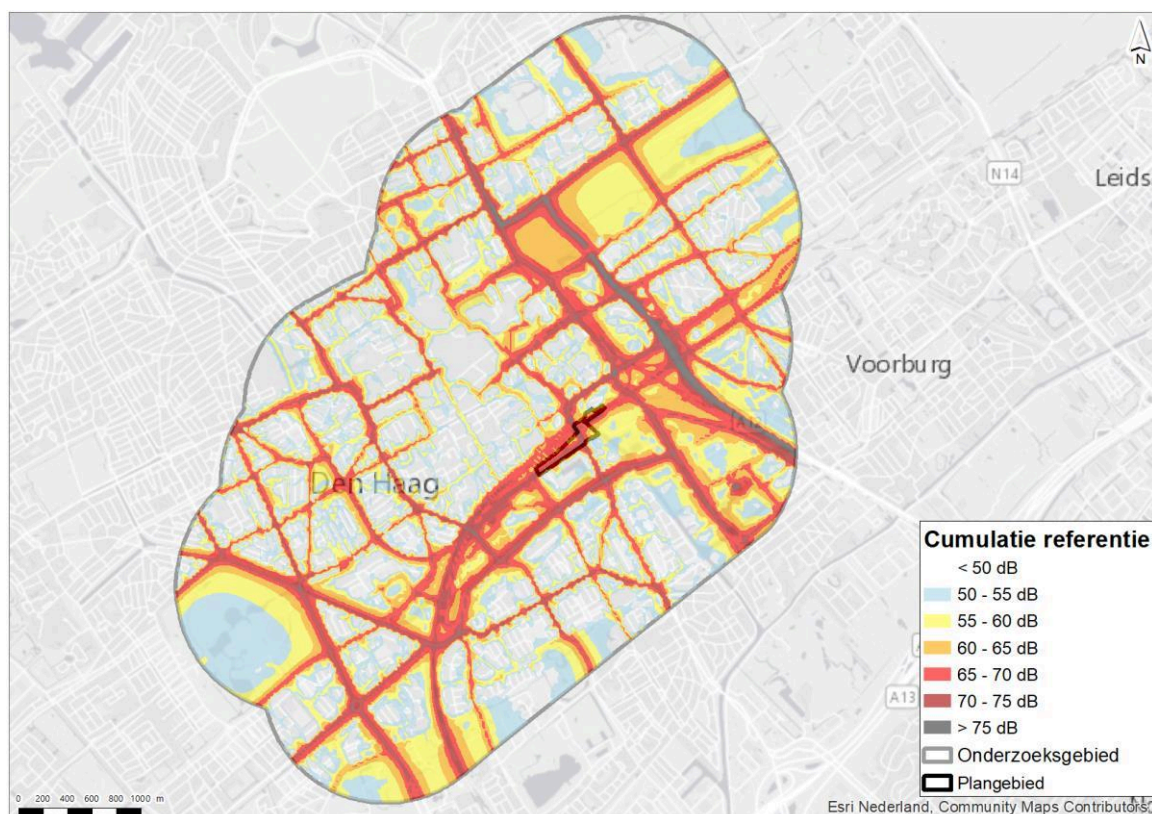 N
N14
Leids
Voorburg
A12
Den Haag
A13
Cumulatie referentie
< 50 dB
50 - 55 dB
55 - 60 dB
60 - 65 dB
65 - 70 dB
70 - 75 dB
> 75 dB
Onderzoeksgebied
Plangebied
0 200 400 600 800 1000 m
Esri Nederland, Community Maps Contributors